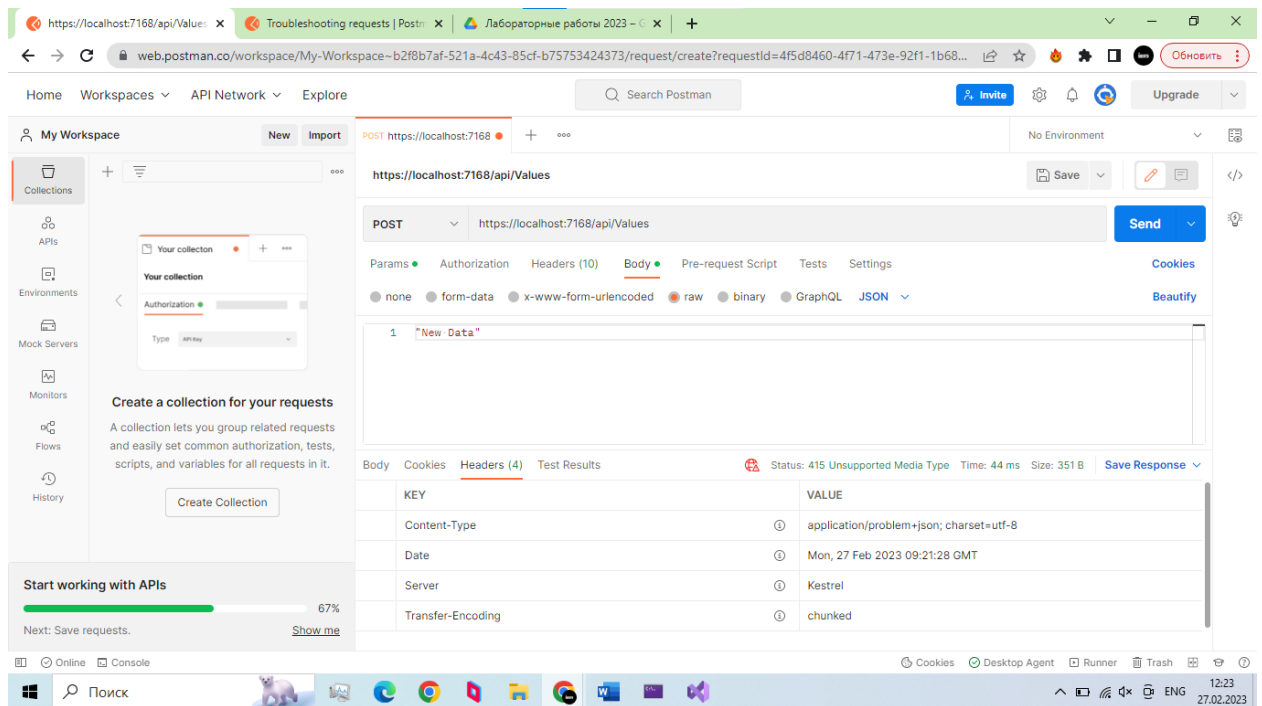 https://localhost:7168/api/Values
Troubleshooting requests | Postm
Лабораторные работы 2023 – G
web.postman.co/workspace/My-Workspace~b2f8b7af-521a-4c43-85cf-b75753424373/request/create?requestId=4f5d8460-4f71-473e-92f1-1b68...
Обновить
Home Workspaces API Network Explore
Search Postman
Invite
Upgrade
My Workspace
New Import
POST https://localhost:7168
No Environment
Collections
APIs
Environments
Mock Servers
Monitors
Flows
History
Your collecton
Your collection
Authorization
Type API Key
Create a collection for your requests
A collection lets you group related requests
and easily set common authorization, tests,
scripts, and variables for all requests in it.
Create Collection
Start working with APIs
67%
Next: Save requests. Show me
https://localhost:7168/api/Values
Save
POST https://localhost:7168/api/Values
Send
Params Authorization Headers (10) Body Pre-request Script Tests Settings
Cookies
none form-data x-www-form-urlencoded raw binary GraphQL JSON
Beautify
1 "New Data"
Body Cookies Headers (4) Test Results
Status: 415 Unsupported Media Type Time: 44 ms Size: 351 B Save Response
KEY VALUE
Content-Type application/problem+json; charset=utf-8
Date Mon, 27 Feb 2023 09:21:28 GMT
Server Kestrel
Transfer-Encoding chunked
Online Console
Cookies Desktop Agent Runner Trash
Поиск
ENG
12:23
27.02.2023